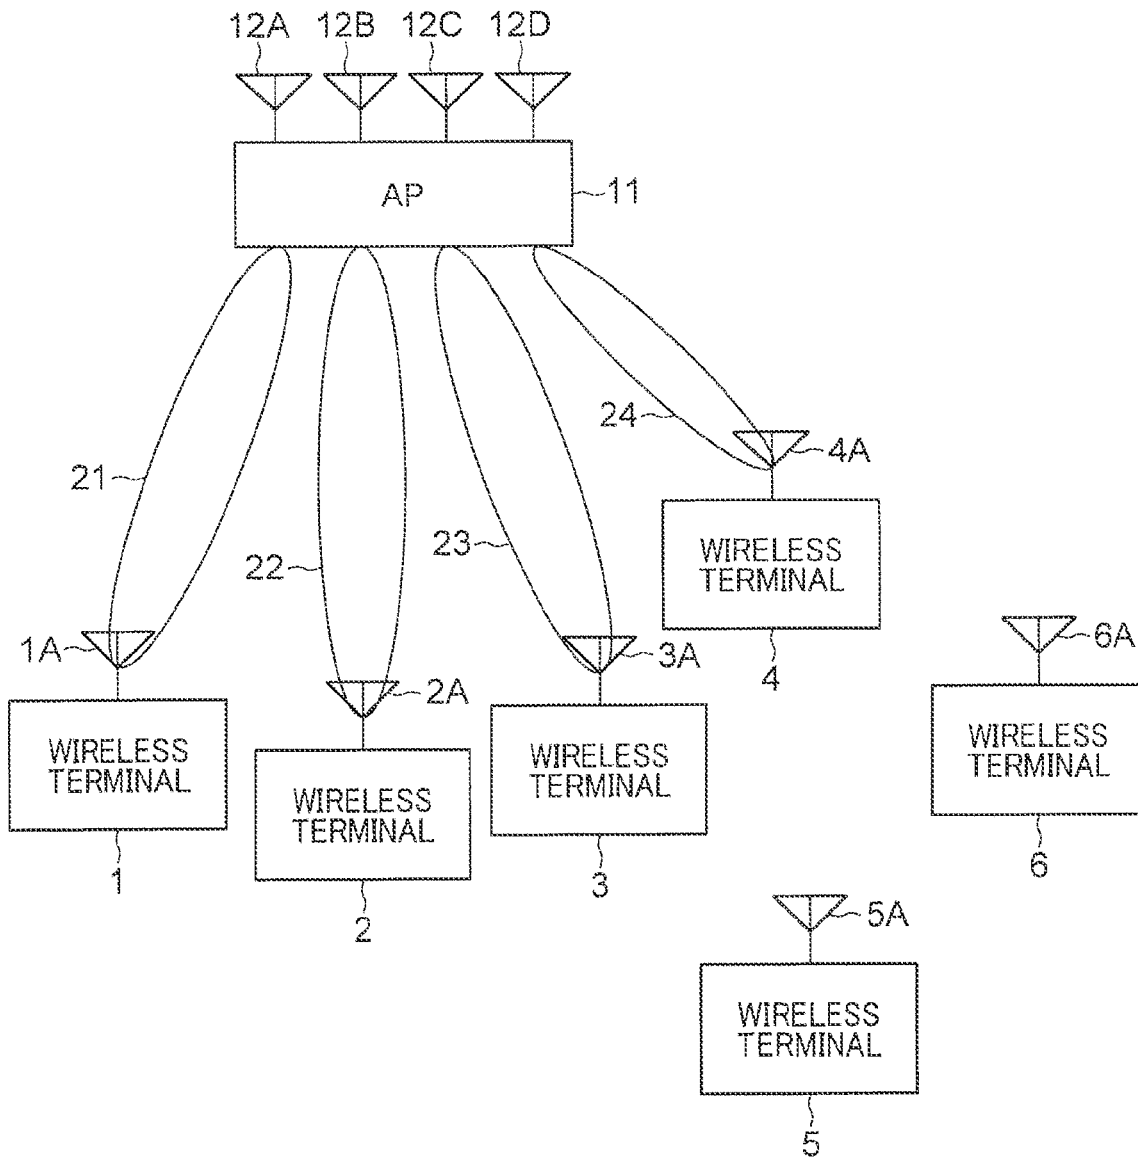 12A 12B 12C 12D
AP
11
24
4A
21
23
22
WIRELESS
TERMINAL
4
1A
3A
6A
2A
WIRELESS
TERMINAL
1
WIRELESS
TERMINAL
2
WIRELESS
TERMINAL
3
WIRELESS
TERMINAL
6
5A
WIRELESS
TERMINAL
5